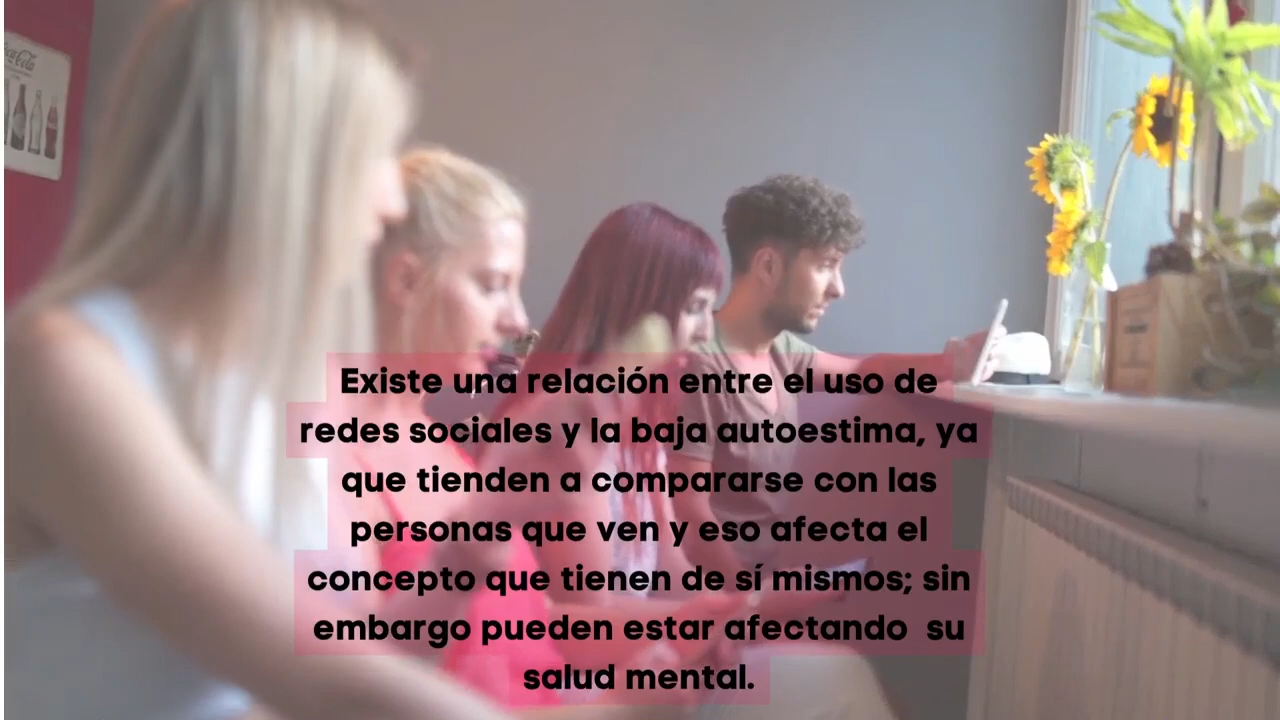 Coca-Cola
Existe una relación entre el uso de
redes sociales y la baja autoestima, ya
que tienden a compararse con las
personas que ven y eso afecta el
concepto que tienen de sí mismos; sin
embargo pueden estar afectando  su
salud mental.